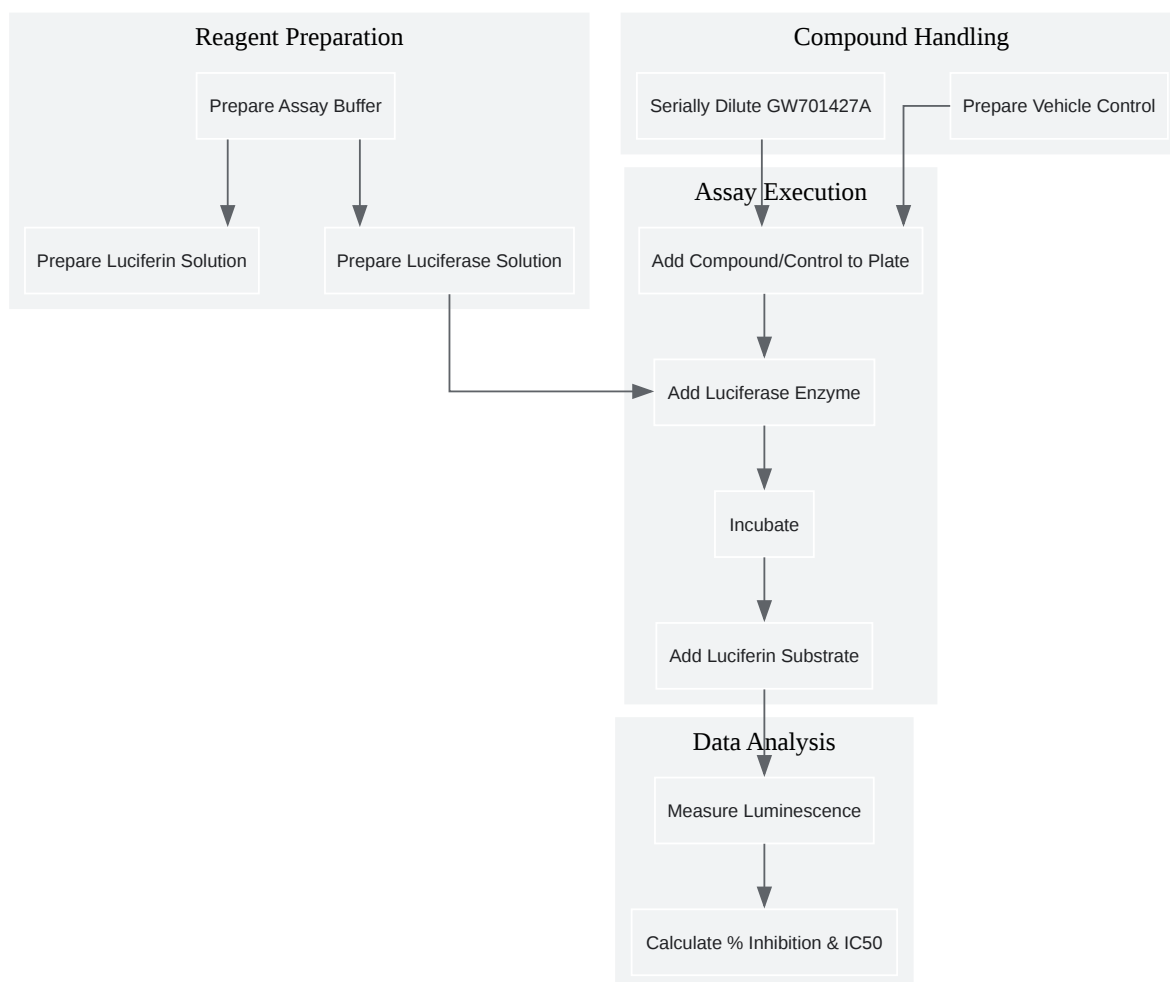 Reagent Preparation
Prepare Assay Buffer
Prepare Luciferin Solution
Prepare Luciferase Solution
Compound Handling
Serially Dilute GW701427A
Prepare Vehicle Control
Assay Execution
Add Compound/Control to Plate
Add Luciferase Enzyme
Incubate
Add Luciferin Substrate
Data Analysis
Measure Luminescence
Calculate % Inhibition & IC50